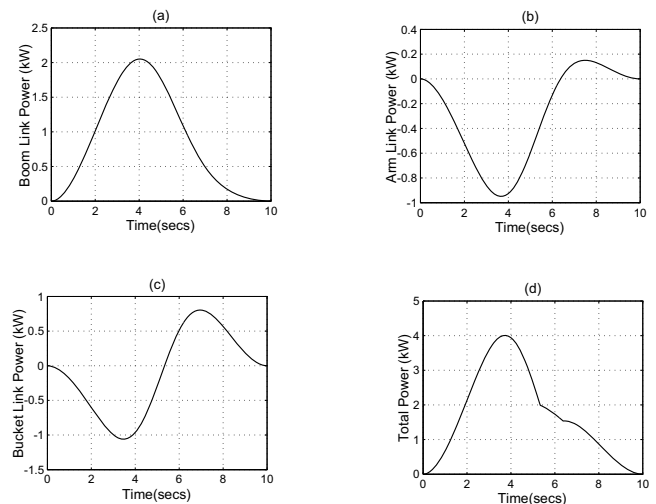 (a)
2.5
2
1.5
1
0.5
0
Boom Link Power (kW)
0 2 4 6 8 10
Time(secs)
(b)
0.4
0.2
0
-0.2
-0.4
-0.6
-0.8
-1
Arm Link Power (kW)
0 2 4 6 8 10
Time(secs)
(c)
1
0.5
0
-0.5
-1
-1.5
Bucket Link Power (kW)
0 2 4 6 8 10
Time(secs)
(d)
5
4
3
2
1
0
Total Power (kW)
0 2 4 6 8 10
Time(secs)